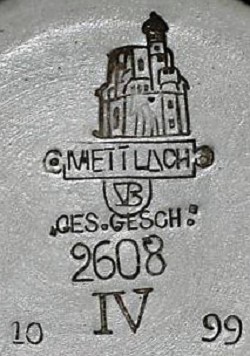 METTLACH
VB
GES.GESCH:
2608
IV
10 99